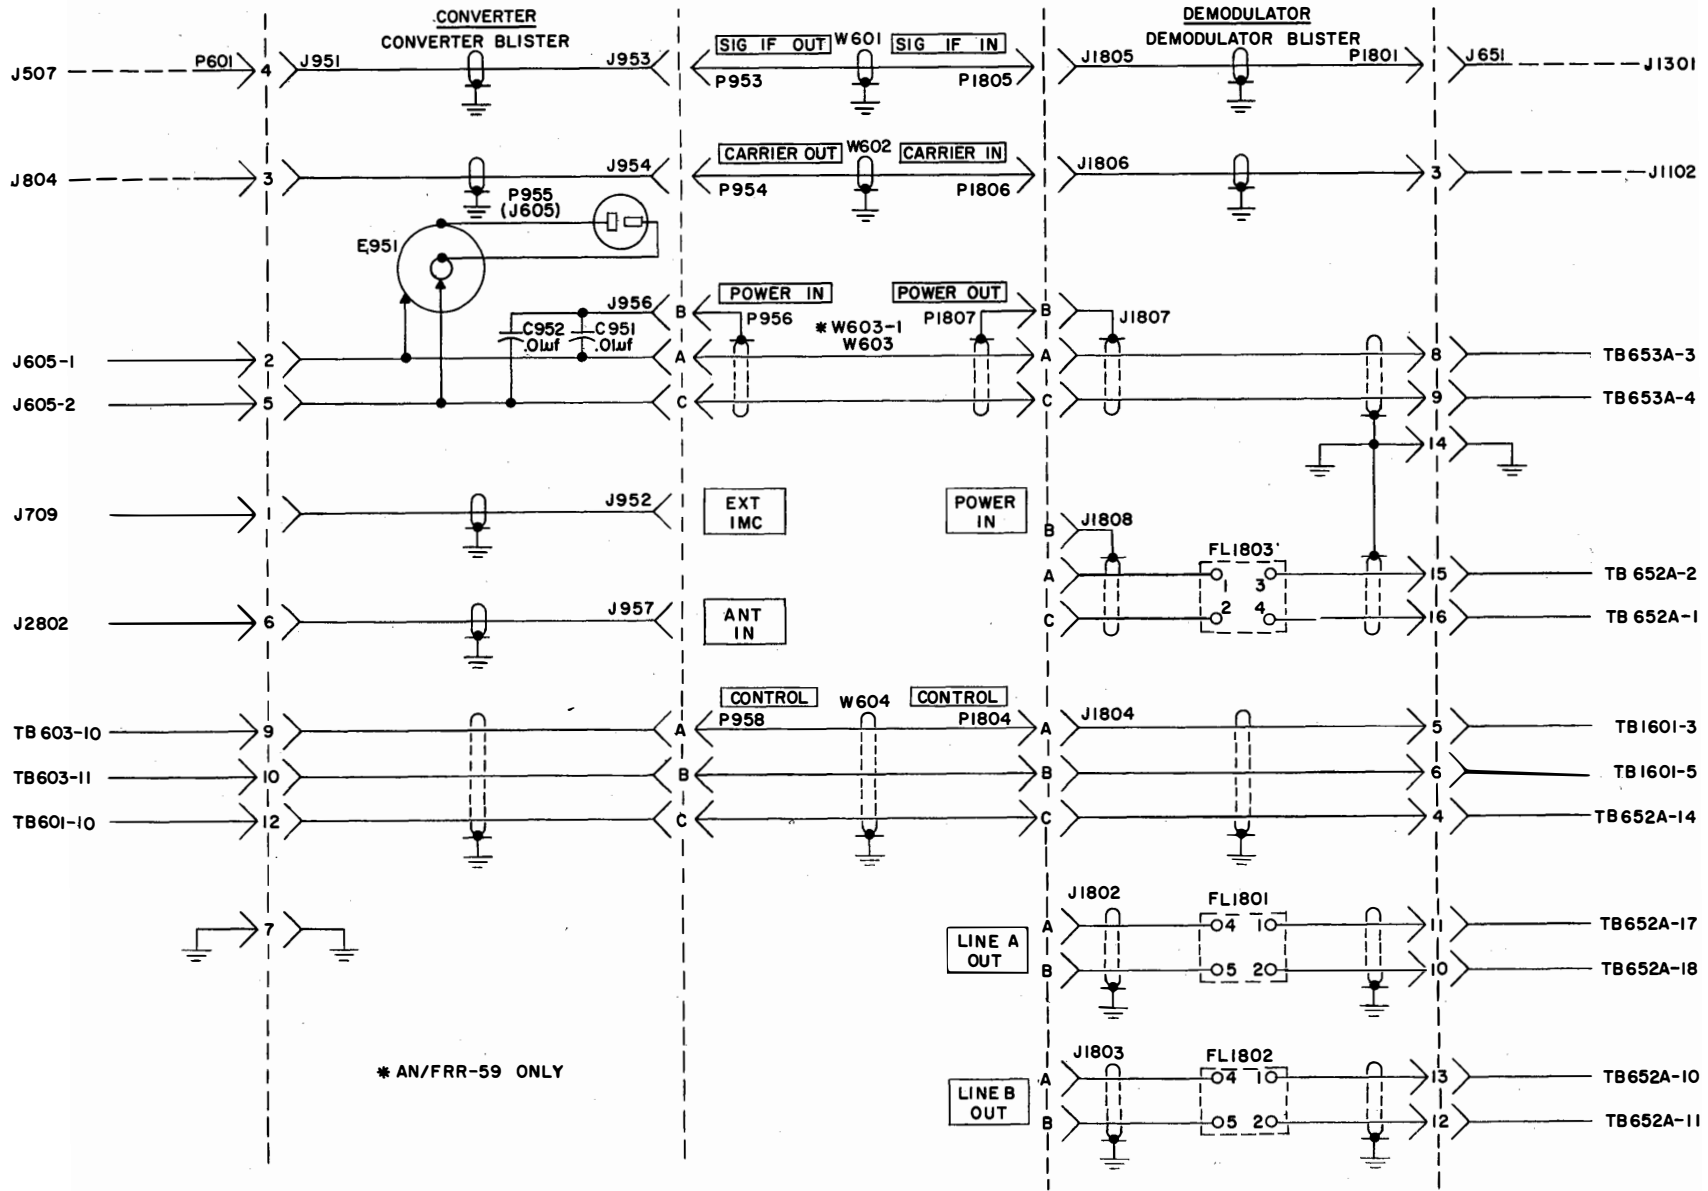 CONVERTER
CONVERTER BLISTER
DEMODULATOR
DEMODULATOR BLISTER
J507 P601 4 J951 J953 SIG IF OUT W601 SIG IF IN J1805 P1801 J651 J1301
P953 P1805
J804 3 J954 CARRIER OUT W602 CARRIER IN J1806 3 J1102
P954 P1806
P955
(J605)
E951
J956 B POWER IN POWER OUT B J1807
P956 P1807
C952 C951
.01uf .01uf
* W603-1
W603
J605-1 2 A A 8 TB653A-3
J605-2 5 C C 9 TB653A-4
14
J709 1 J952 EXT
IMC
POWER
IN
B J1808
FL1803
A 1 3 15 TB 652A-2
C 2 4 16 TB 652A-1
J2802 6 J957 ANT
IN
CONTROL W604 CONTROL
P958 P1804
TB 603-10 9 A A J1804 5 TB1601-3
TB603-11 10 B B 6 TB1601-5
TB601-10 12 C C 4 TB652A-14
7
J1802 FL1801
LINE A
OUT
A 4 1 11 TB652A-17
B 5 2 10 TB652A-18
* AN/FRR-59 ONLY
J1803 FL1802
LINE B
OUT
A 4 1 13 TB652A-10
B 5 2 12 TB652A-11